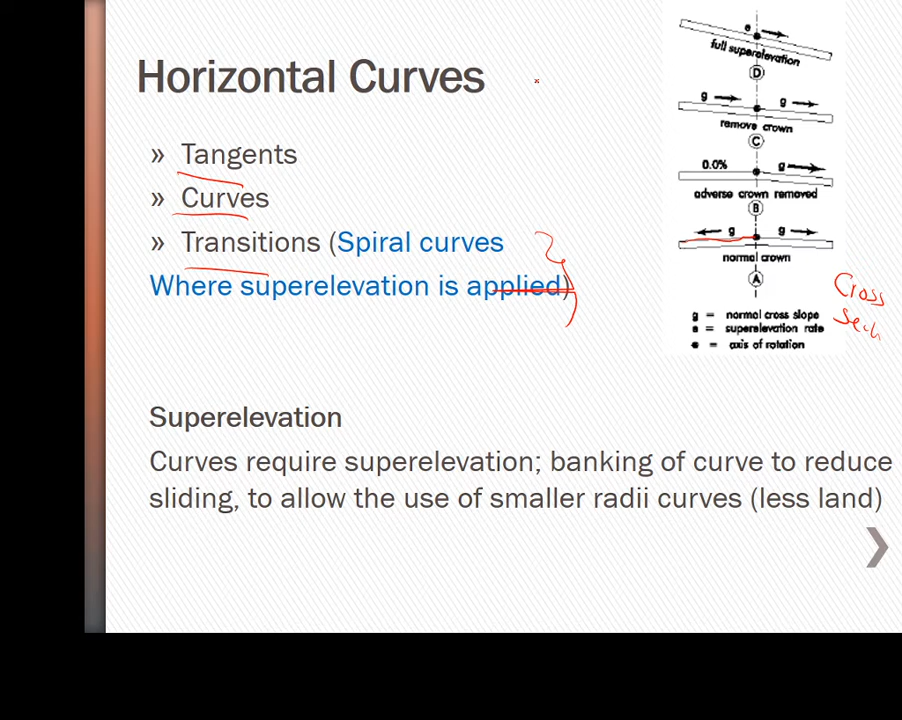 Horizontal Curves
» Tangents
» Curves
» Transitions (Spiral curves
Where superelevation is applied)
e
full superelevation
D
g g
remove crown
C
0.0% g
adverse crown removed
B
g g
normal crown
A
g = normal cross slope
e = superelevation rate
• = axis of rotation
Cross
Superelevation
Curves require superelevation; banking of curve to reduce
sliding, to allow the use of smaller radii curves (less land)